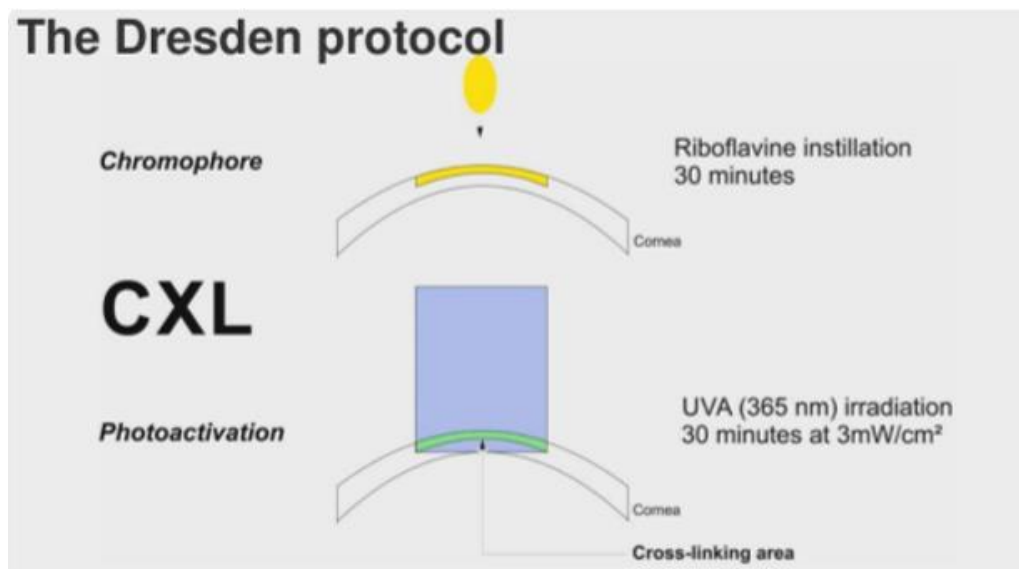 The Dresden protocol
Chromophore
Riboflavine instillation
30 minutes
Cornea
CXL
Photoactivation
UVA (365 nm) irradiation
30 minutes at 3mW/cm²
Cornea
Cross-linking area